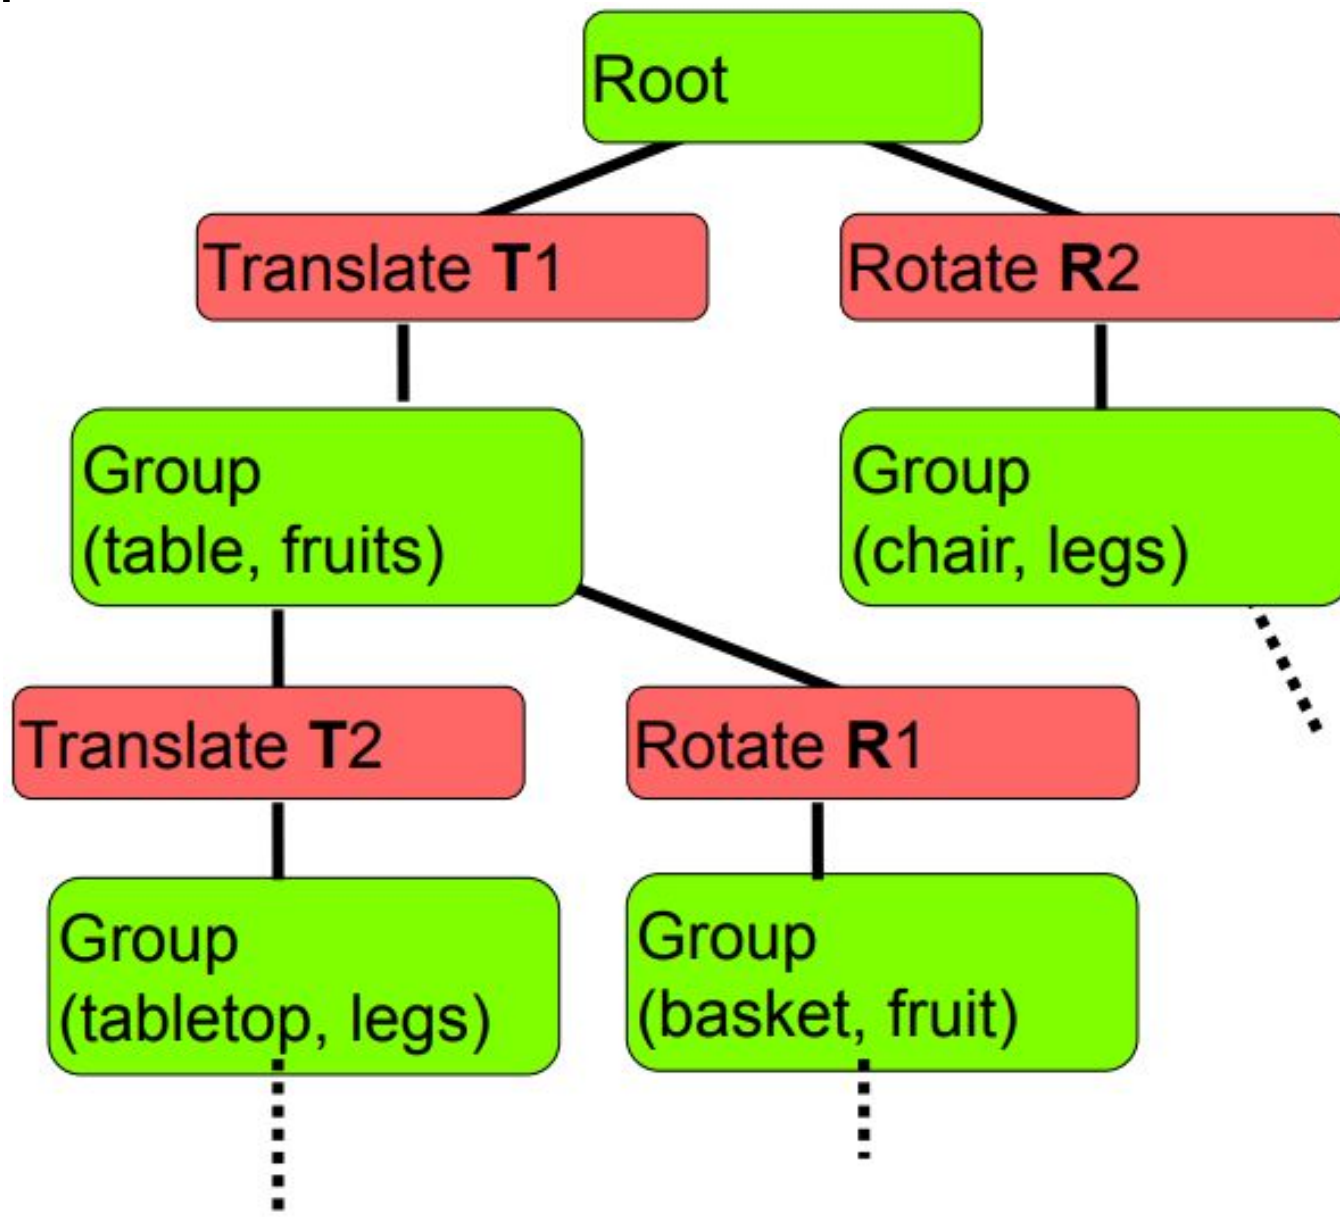 Root
Translate T1
Rotate R2
Group
(table, fruits)
Group
(chair, legs)
Translate T2
Rotate R1
Group
(tabletop, legs)
Group
(basket, fruit)